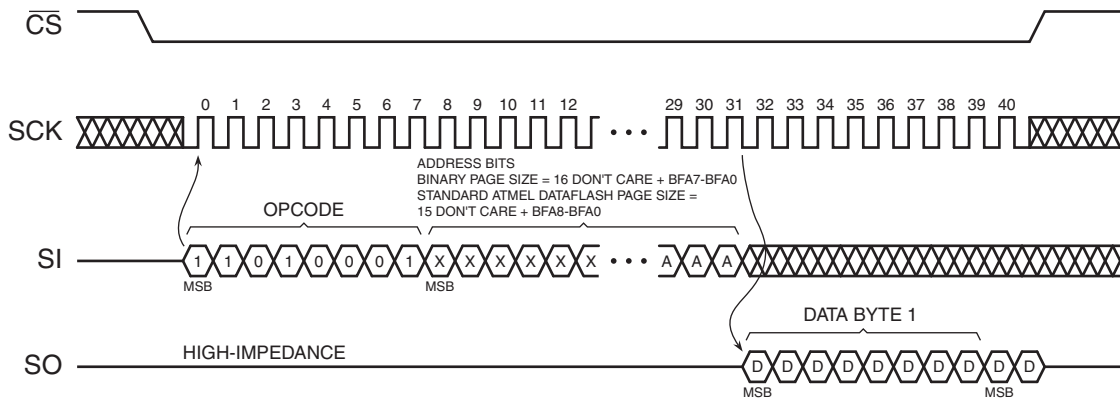 CS
SCK
0 1 2 3 4 5 6 7 8 9 10 11 12 29 30 31 32 33 34 35 36 37 38 39 40
ADDRESS BITS
BINARY PAGE SIZE = 16 DON'T CARE + BFA7-BFA0
STANDARD ATMEL DATAFLASH PAGE SIZE =
15 DON'T CARE + BFA8-BFA0
OPCODE
SI
1 1 0 1 0 0 0 1 X X X X X X • • • A A A
MSB MSB
DATA BYTE 1
HIGH-IMPEDANCE
SO
D D D D D D D D D D
MSB MSB